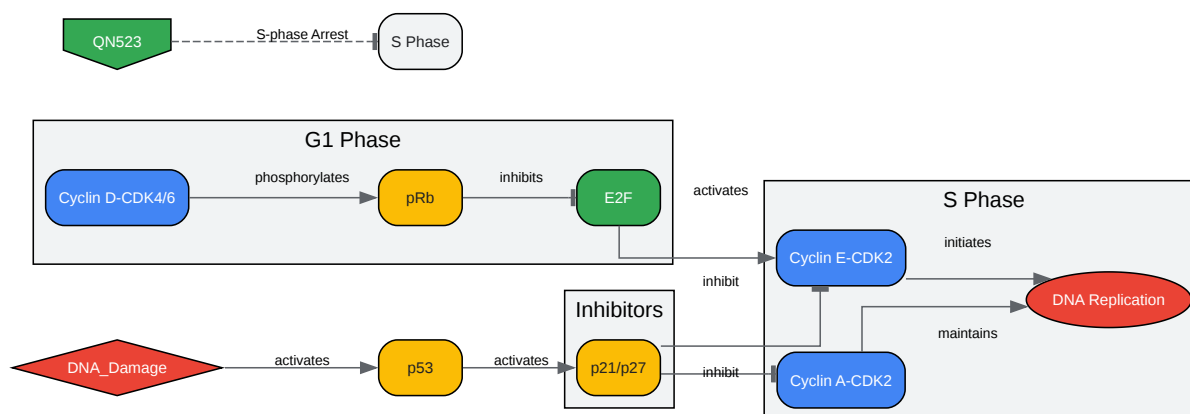 QN523
S-phase Arrest
S Phase
G1 Phase
Cyclin D-CDK4/6
phosphorylates
pRb
inhibits
E2F
activates
S Phase
Cyclin E-CDK2
initiates
inhibit
DNA Replication
Inhibitors
maintains
DNA_Damage
activates
p53
activates
p21/p27
inhibit
Cyclin A-CDK2